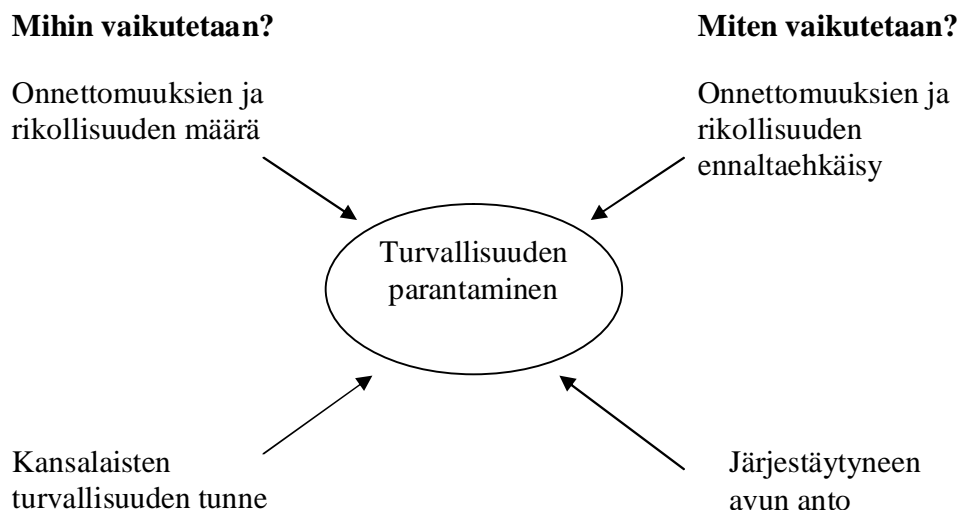 Mihin vaikutetaan?
Miten vaikutetaan?
Onnettomuuksien ja
rikollisuuden määrä
Onnettomuuksien ja
rikollisuuden
ennaltaehkäisy
Turvallisuuden
parantaminen
Kansalaisten
turvallisuuden tunne
Järjestäytyneen
avun anto